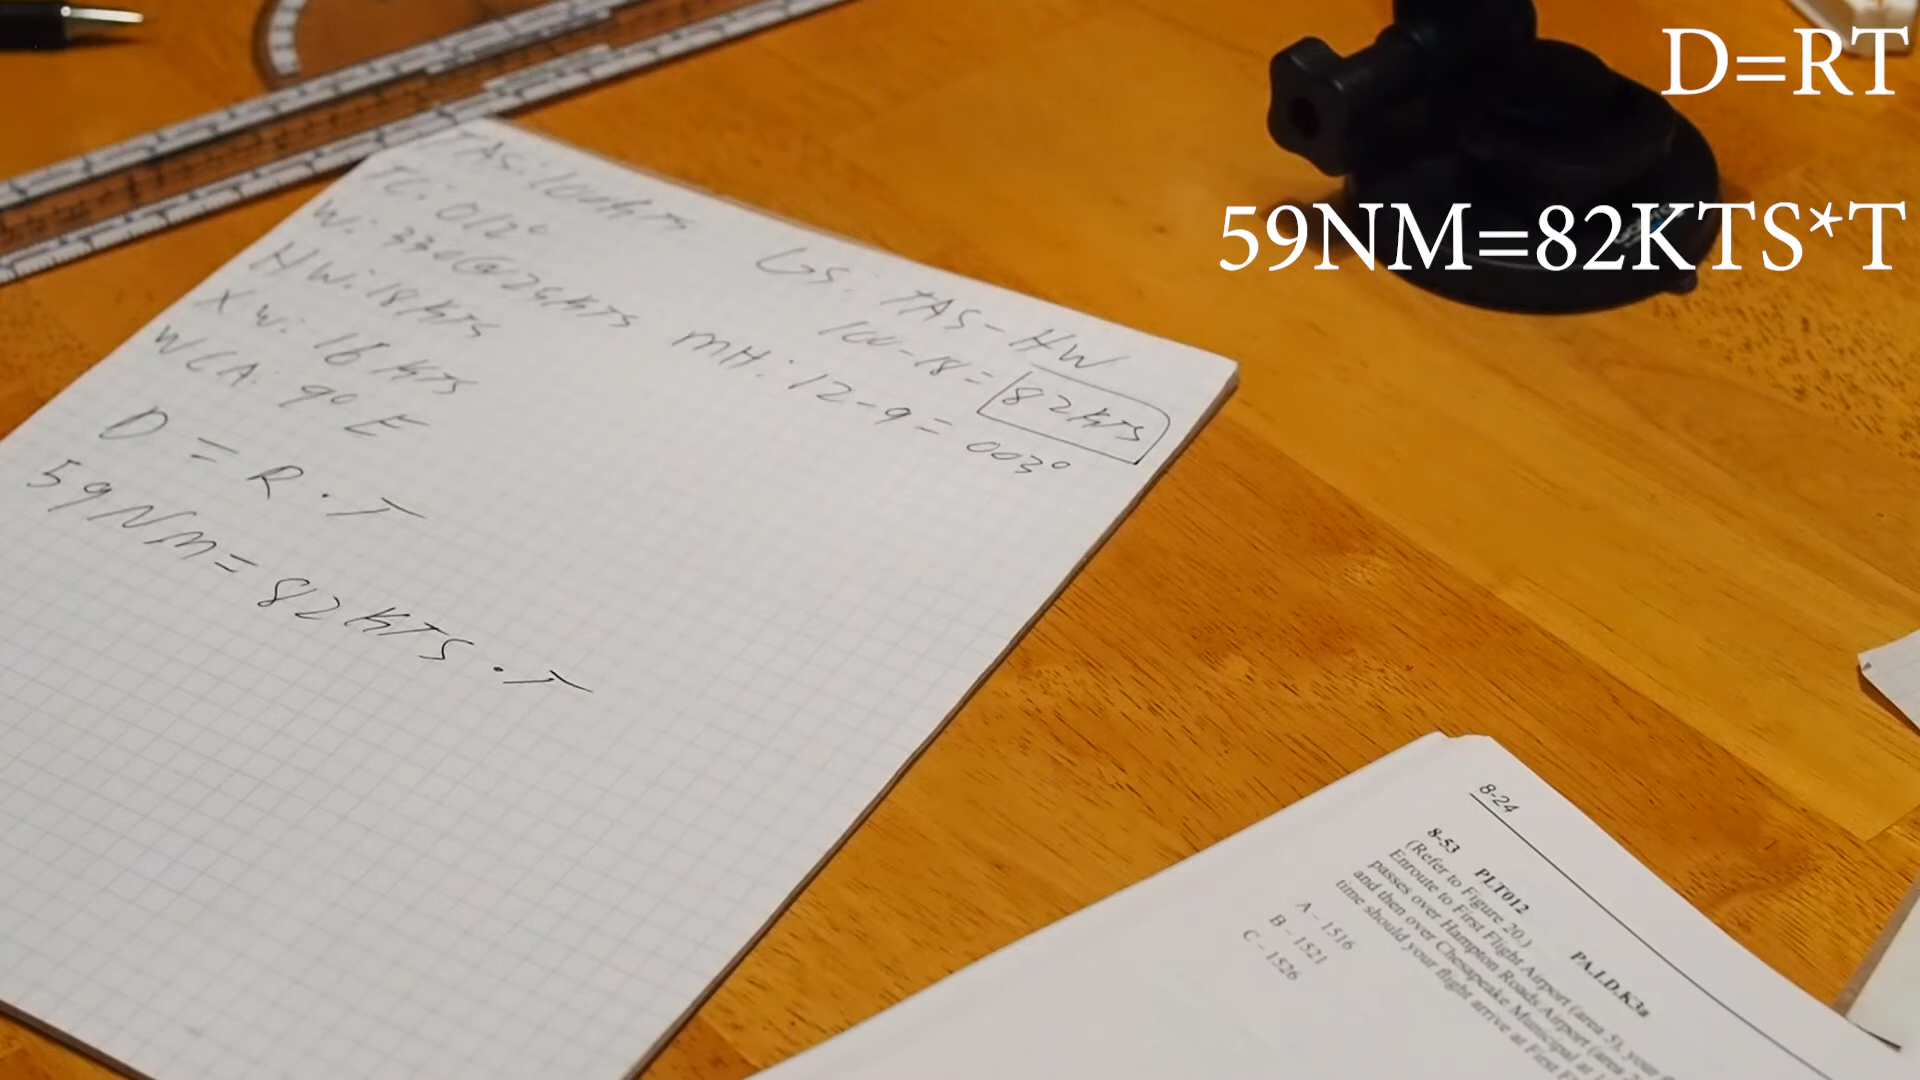 D=RT
59NM=82KTS*T
TAS: 100KTS
TC: 012°
W: 330@24KTS
HW: 18KTS
XW: 16 KTS
WCA: 9° E
GS: TAS-HW
100-18= 82KTS
MH: 12-9= 003°
D = R · T
59NM= 82KTS · T
8-24
8-53 PLT012 PA.I.D.K3a
(Refer to Figure 20.)
Enroute to First Flight Airport (area 5), your
passes over Hampton Roads Airport (area
and then over Chesapeake Municipal at
time should your flight arrive at First
A – 1516
B – 1521
C – 1526